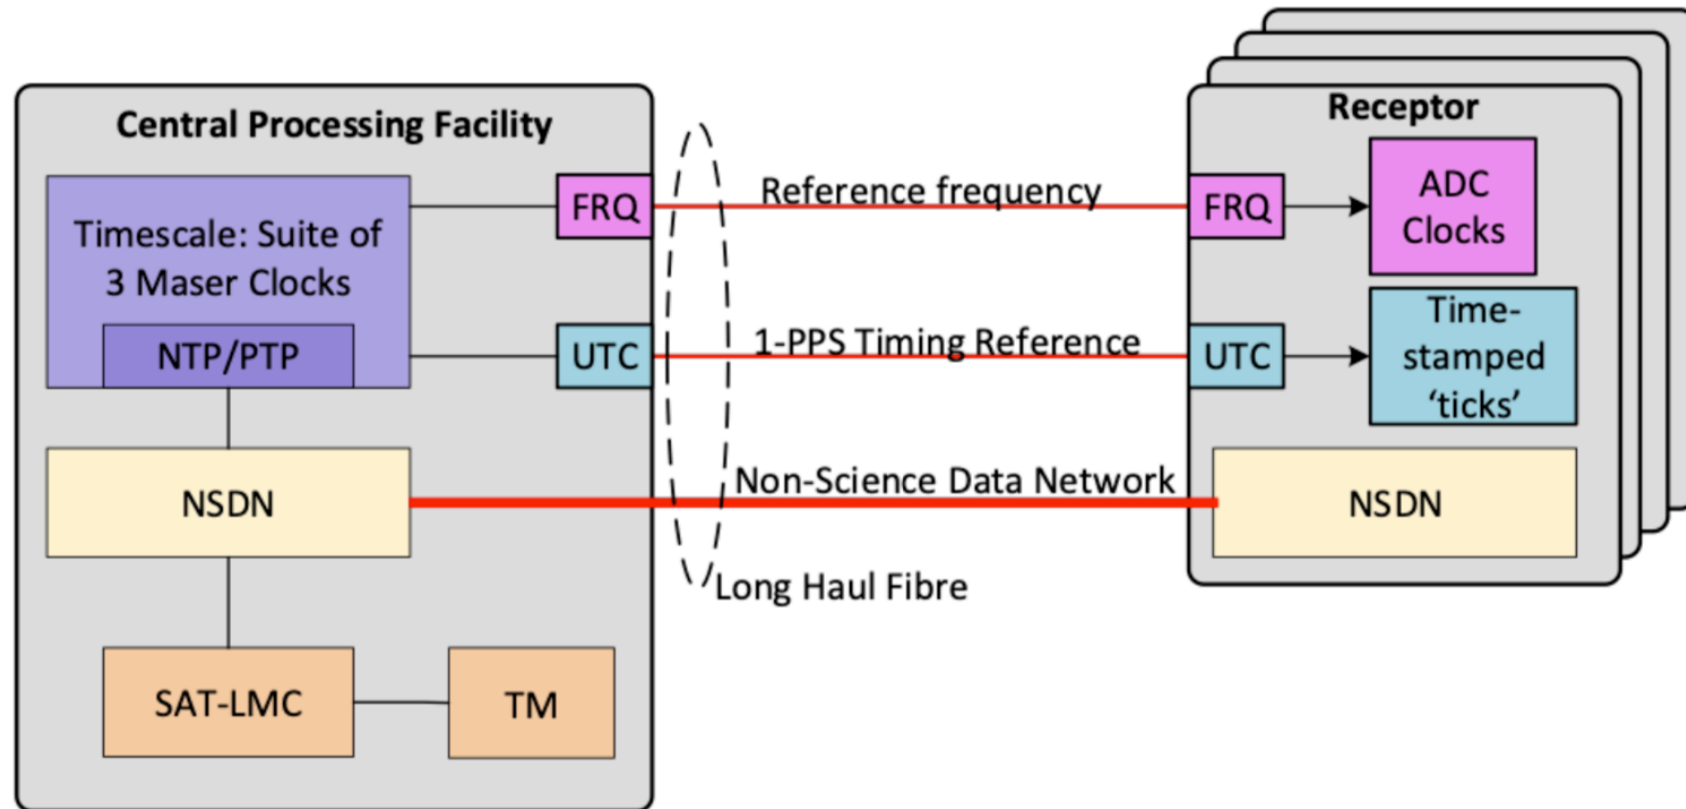 Central Processing Facility
Timescale: Suite of
3 Maser Clocks
NTP/PTP
FRQ
UTC
NSDN
SAT-LMC
TM
Reference frequency
1-PPS Timing Reference
Non-Science Data Network
Long Haul Fibre
Receptor
FRQ
ADC
Clocks
UTC
Time-
stamped
‘ticks’
NSDN